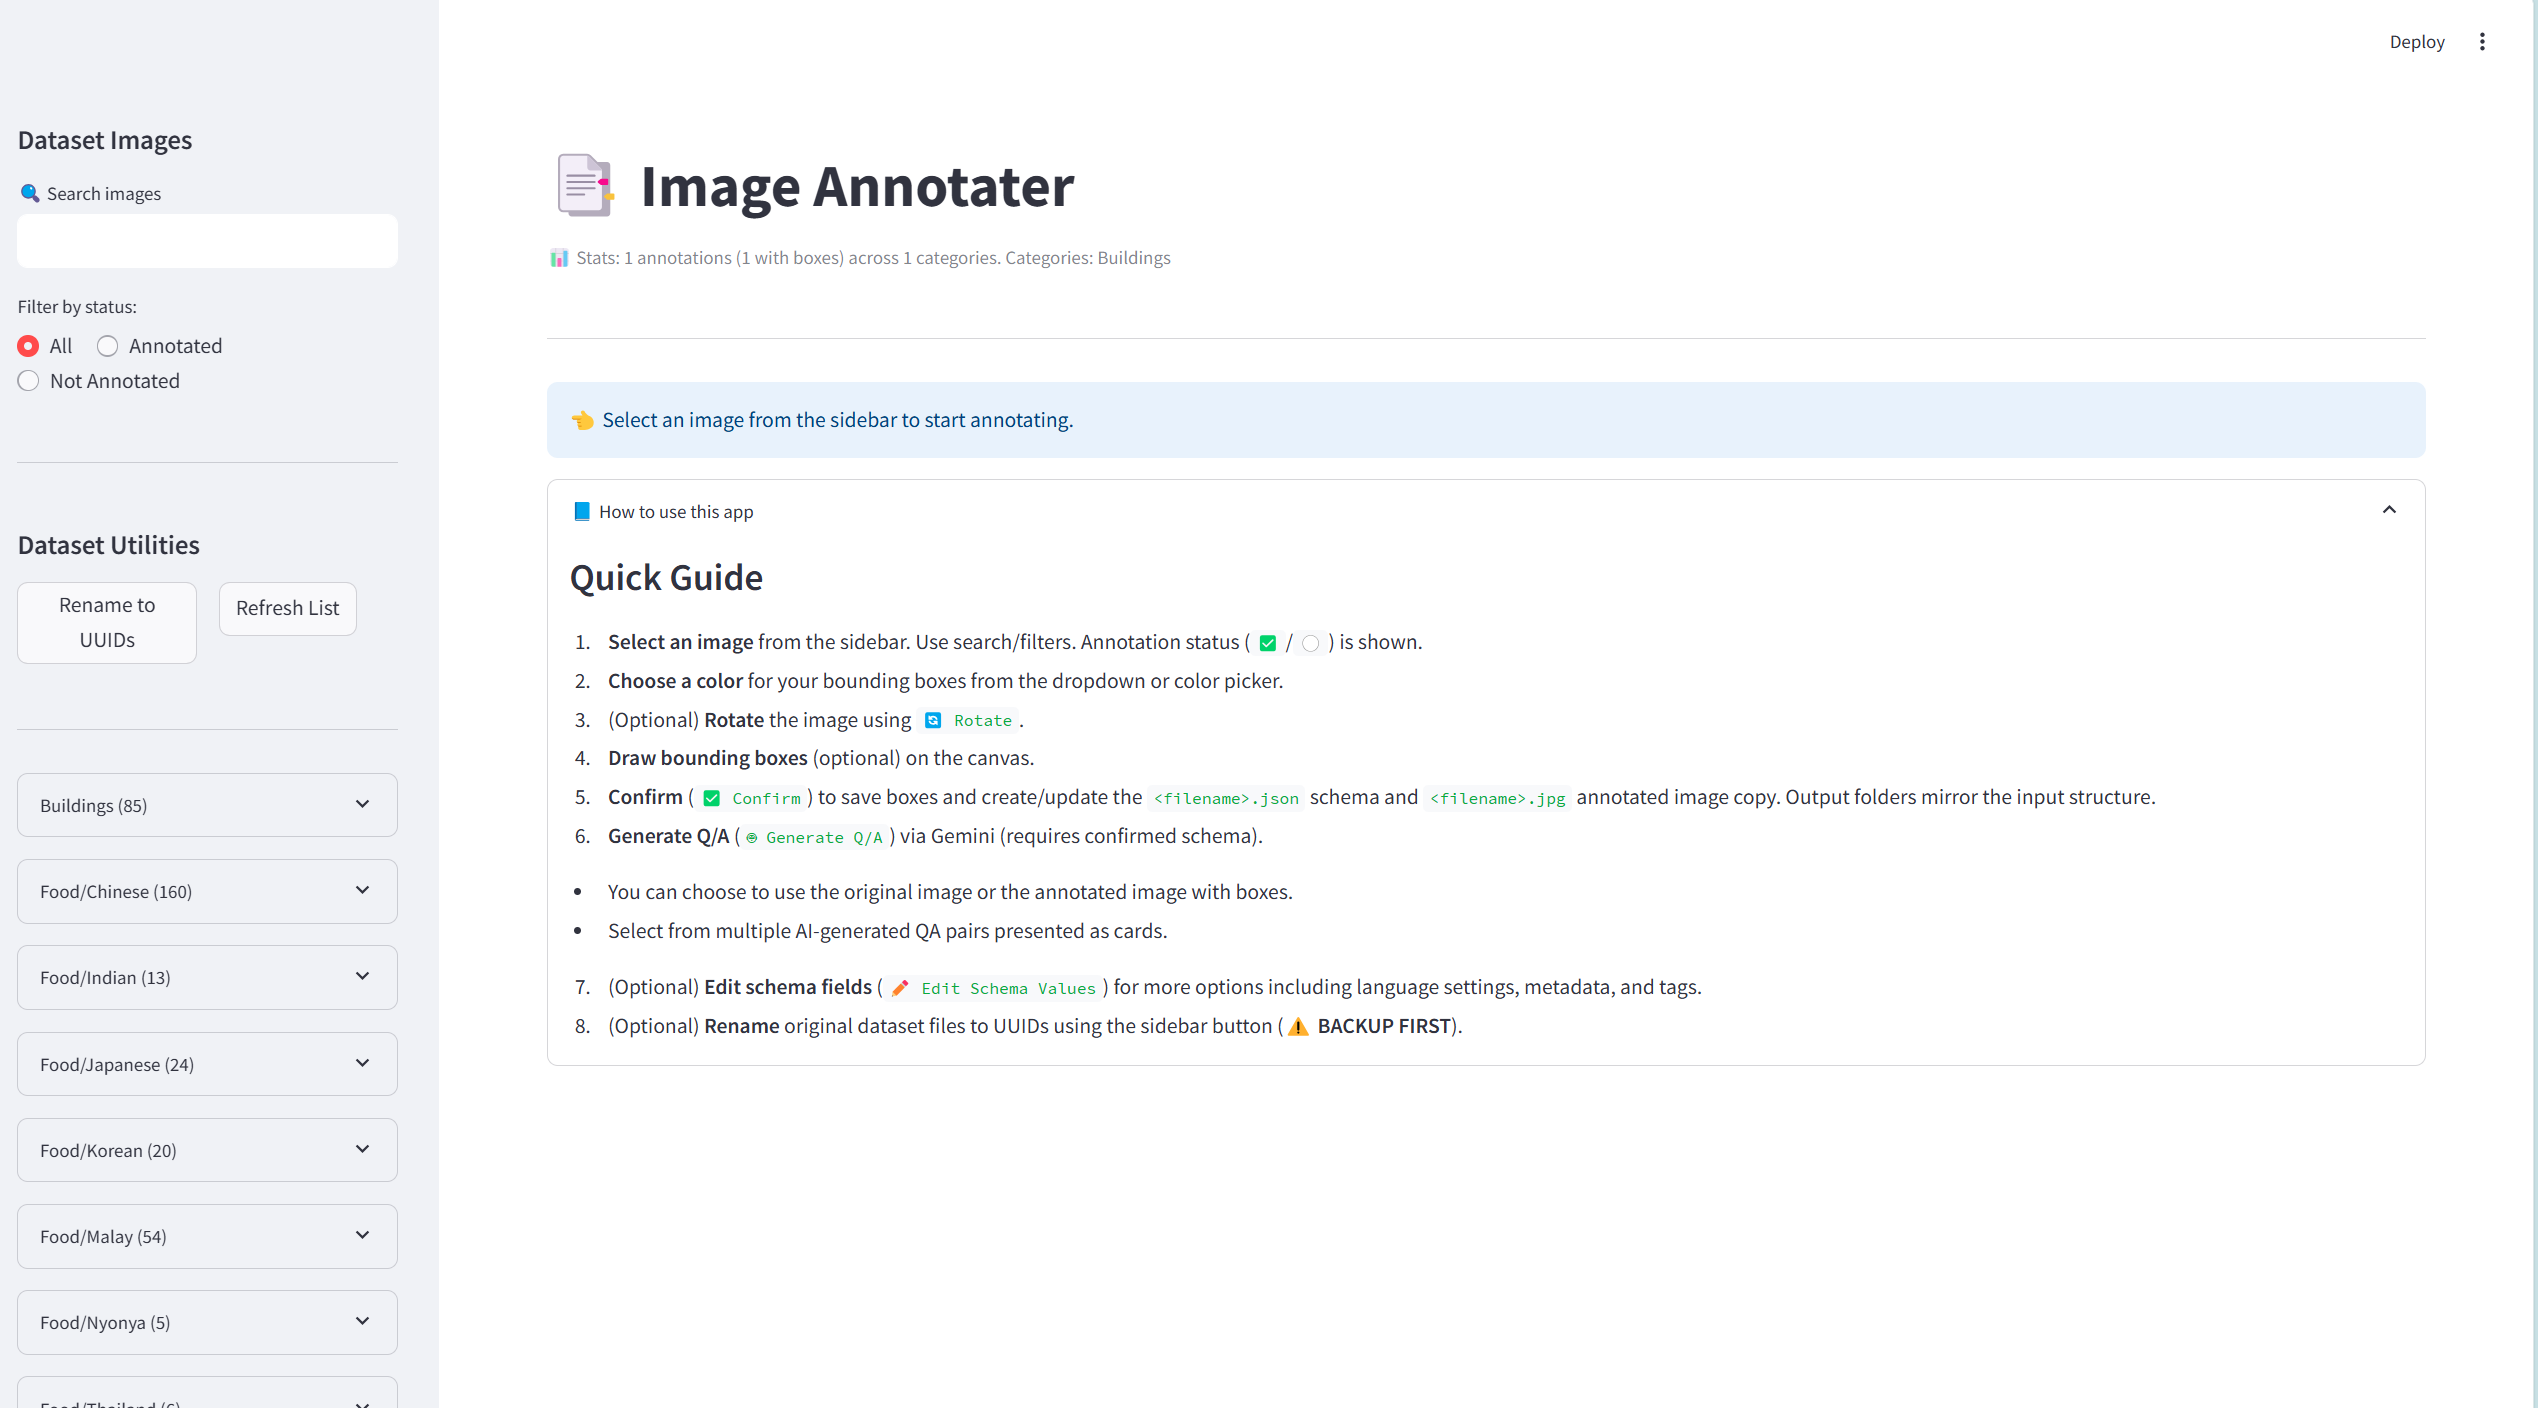 Deploy
Dataset Images
Search images
Filter by status:
All
Annotated
Not Annotated
Dataset Utilities
Rename to
UUIDs
Refresh List
Buildings (85)
Food/Chinese (160)
Food/Indian (13)
Food/Japanese (24)
Food/Korean (20)
Food/Malay (54)
Food/Nyonya (5)
Food/Thailand (6)
Image Annotater
Stats: 1 annotations (1 with boxes) across 1 categories. Categories: Buildings
👈 Select an image from the sidebar to start annotating.
How to use this app
Quick Guide
1. Select an image from the sidebar. Use search/filters. Annotation status ( ✅ / ⚪ ) is shown.
2. Choose a color for your bounding boxes from the dropdown or color picker.
3. (Optional) Rotate the image using 🔄 Rotate .
4. Draw bounding boxes (optional) on the canvas.
5. Confirm ( ✅ Confirm ) to save boxes and create/update the <filename>.json schema and <filename>.jpg annotated image copy. Output folders mirror the input structure.
6. Generate Q/A ( Generate Q/A ) via Gemini (requires confirmed schema).
• You can choose to use the original image or the annotated image with boxes.
• Select from multiple AI-generated QA pairs presented as cards.
7. (Optional) Edit schema fields ( ✏️ Edit Schema Values ) for more options including language settings, metadata, and tags.
8. (Optional) Rename original dataset files to UUIDs using the sidebar button ( ⚠️ BACKUP FIRST).